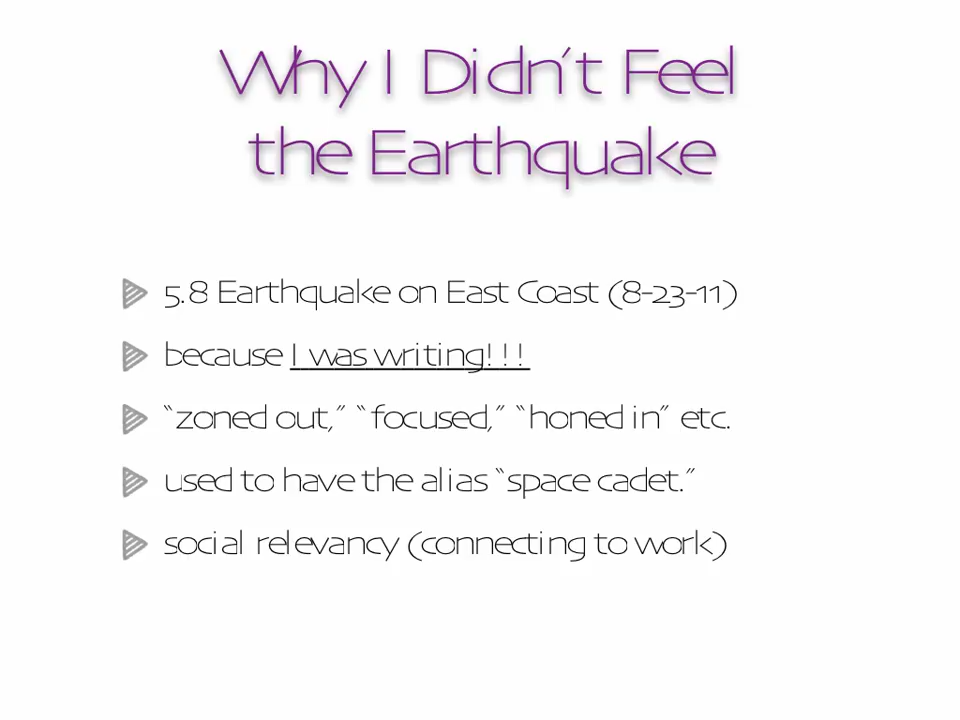 Why I Didn't Feel
the Earthquake
5.8 Earthquake on East Coast (8-23-11)
because I was writing!!!
“zoned out,” “focused,” “honed in” etc.
used to have the alias “space cadet.”
social relevancy (connecting to work)